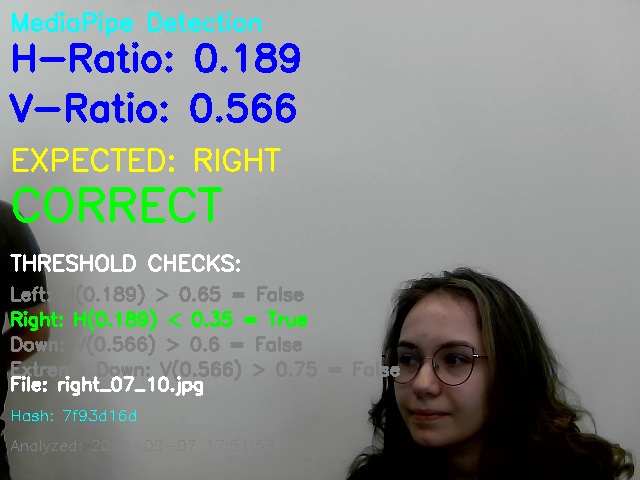 MediaPipe Detection
H-Ratio: 0.189
V-Ratio: 0.566
EXPECTED: RIGHT
CORRECT
THRESHOLD CHECKS:
Left: (0.189) > 0.65 = False
Right: H(0.189) < 0.35 = True
Down: (0.566) > 0.6 = False
Down: V(0.566) > 0.75 = False
File: right_07_10.jpg
Hash: 7f93d16d
Analyzed: